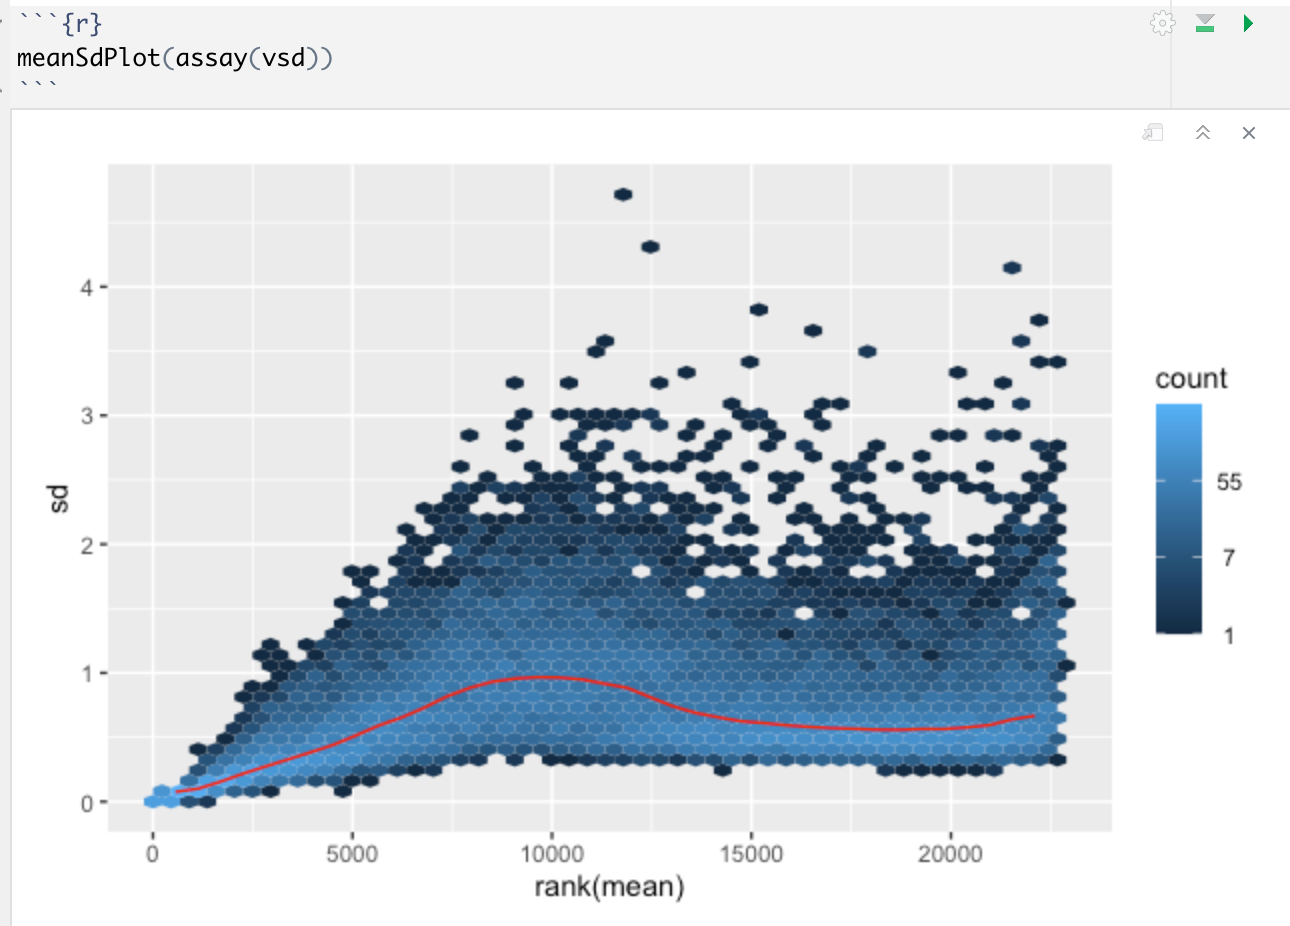 ```{r}
meanSdPlot(assay(vsd))
```
4
3
2
1
0
sd
0 5000 10000 15000 20000
rank(mean)
count
55
7
1